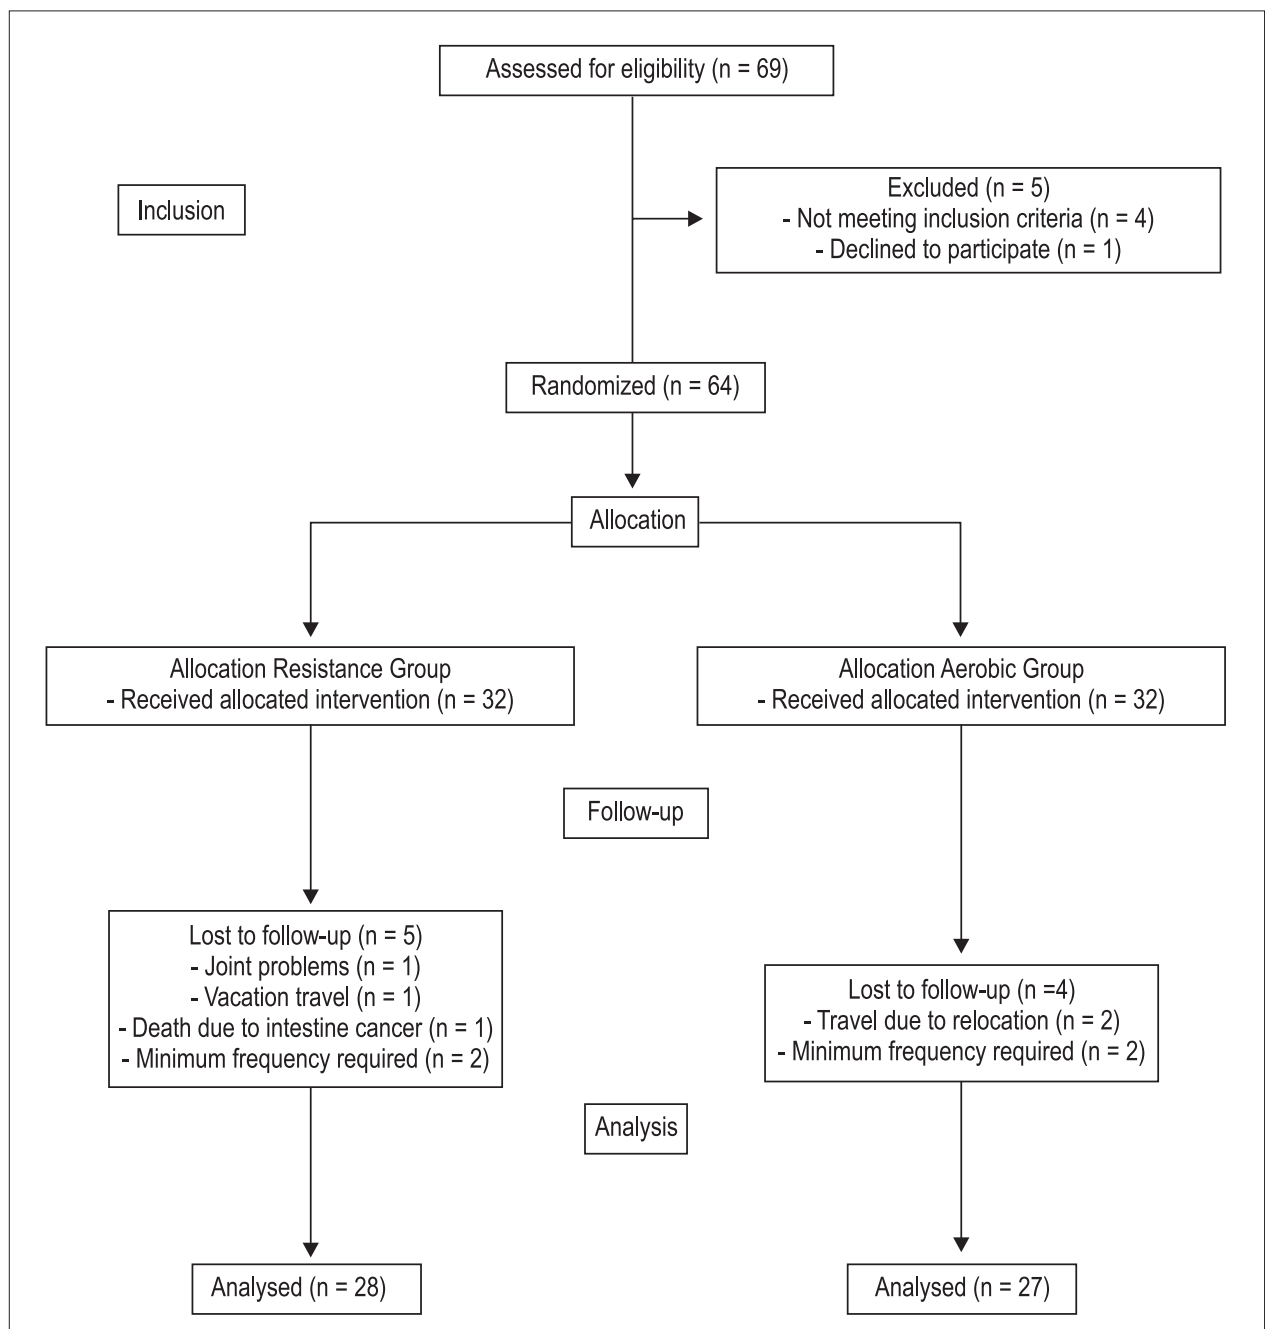 Assessed for eligibility (n = 69)
Inclusion
Excluded (n = 5)
- Not meeting inclusion criteria (n = 4)
- Declined to participate (n = 1)
Randomized (n = 64)
Allocation
Allocation Resistance Group
- Received allocated intervention (n = 32)
Allocation Aerobic Group
- Received allocated intervention (n = 32)
Follow-up
Lost to follow-up (n = 5)
- Joint problems (n = 1)
- Vacation travel (n = 1)
- Death due to intestine cancer (n = 1)
- Minimum frequency required (n = 2)
Lost to follow-up (n =4)
- Travel due to relocation (n = 2)
- Minimum frequency required (n = 2)
Analysis
Analysed (n = 28)
Analysed (n = 27)